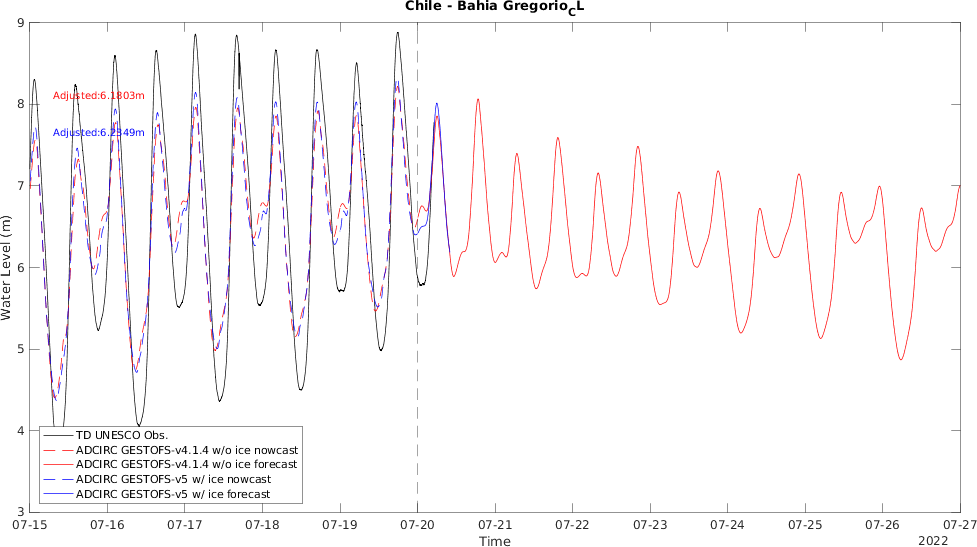 Chile - Bahia GregorioCL
9
8
7
6
5
4
3
Water Level (m)
Adjusted:6.1803m
Adjusted:6.2349m
TD UNESCO Obs.
ADCIRC GESTOFS-v4.1.4 w/o ice nowcast
ADCIRC GESTOFS-v4.1.4 w/o ice forecast
ADCIRC GESTOFS-v5 w/ ice nowcast
ADCIRC GESTOFS-v5 w/ ice forecast
07-15 07-16 07-17 07-18 07-19 07-20 07-21 07-22 07-23 07-24 07-25 07-26 07-27
Time
2022